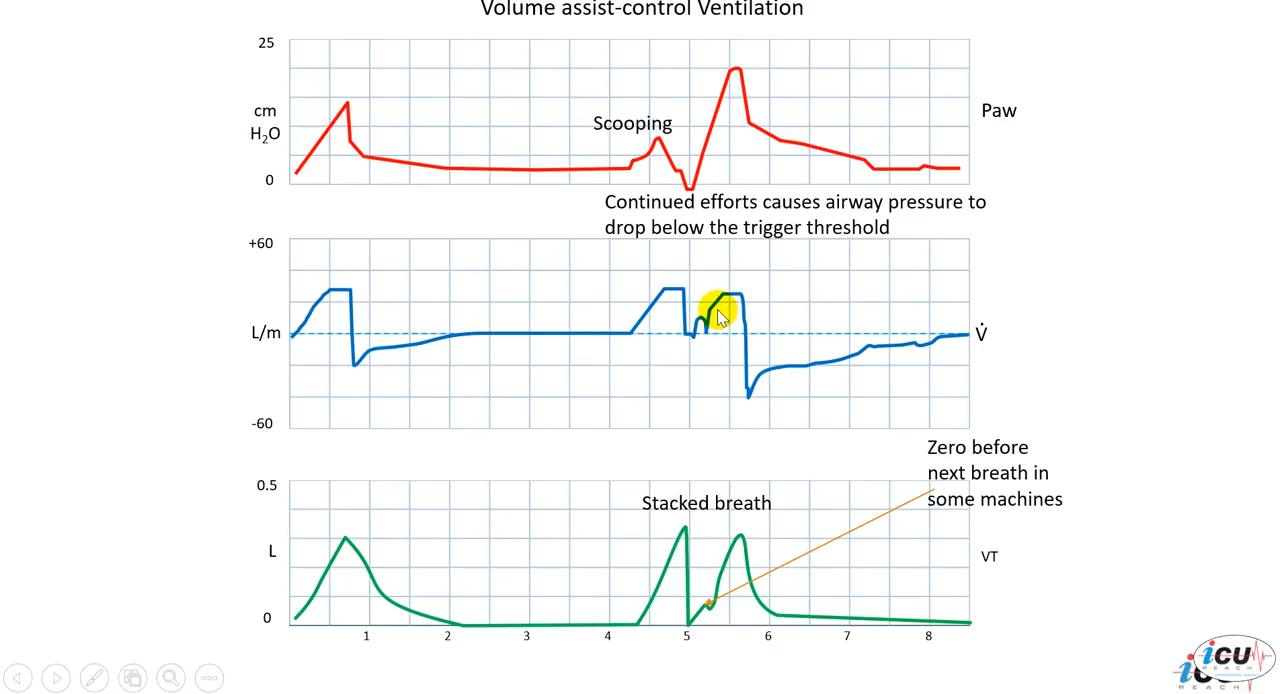 Volume assist-control Ventilation
25
cm
H₂O
0
Scooping
Paw
Continued efforts causes airway pressure to
drop below the trigger threshold
+60
L/m
-60
V̇
Zero before
next breath in
some machines
0.5
L
0
Stacked breath
VT
1 2 3 4 5 6 7 8
iCU
REACH
iCU
REACH